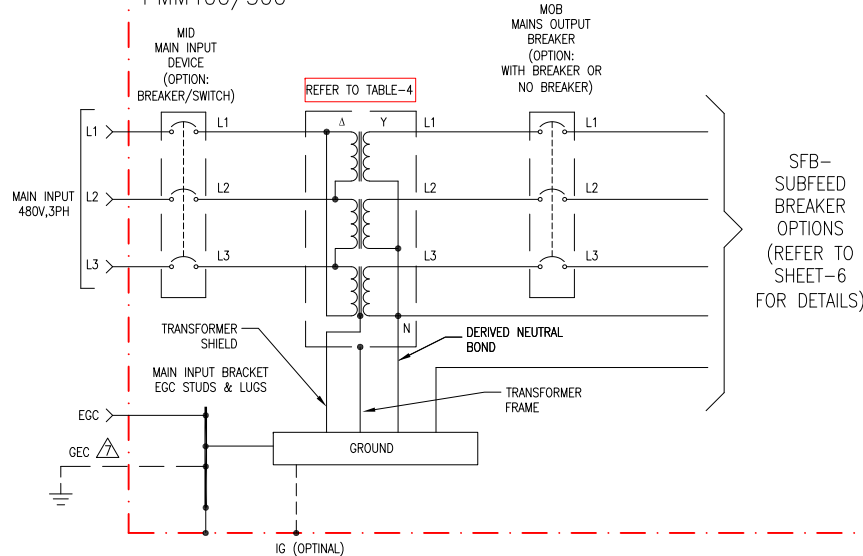 MID
MAIN INPUT
DEVICE
(OPTION:
BREAKER/SWITCH)
REFER TO TABLE-4
MOB
MAINS OUTPUT
BREAKER
(OPTION:
WITH BREAKER OR
NO BREAKER)
Δ Y
L1 L1 L1 L1
MAIN INPUT
480V,3PH
L2 L2 L2 L2
L3 L3 L3 L3
N
SFB-
SUBFEED
BREAKER
OPTIONS
(REFER TO
SHEET-6
FOR DETAILS)
TRANSFORMER
SHIELD
DERIVED NEUTRAL
BOND
MAIN INPUT BRACKET
EGC STUDS & LUGS
TRANSFORMER
FRAME
EGC
GEC 7
GROUND
IG (OPTINAL)